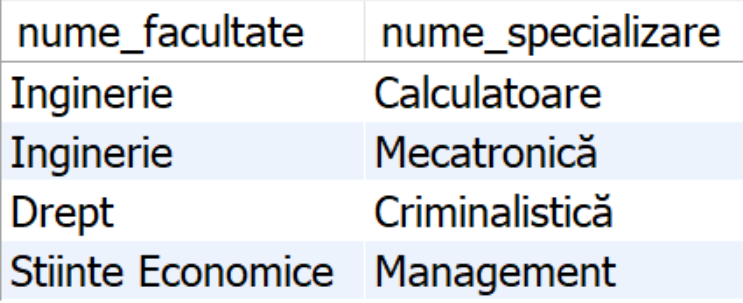 nume_facultate nume_specializare
Inginerie Calculatoare
Inginerie Mecatronică
Drept Criminalistică
Stiinte Economice Management